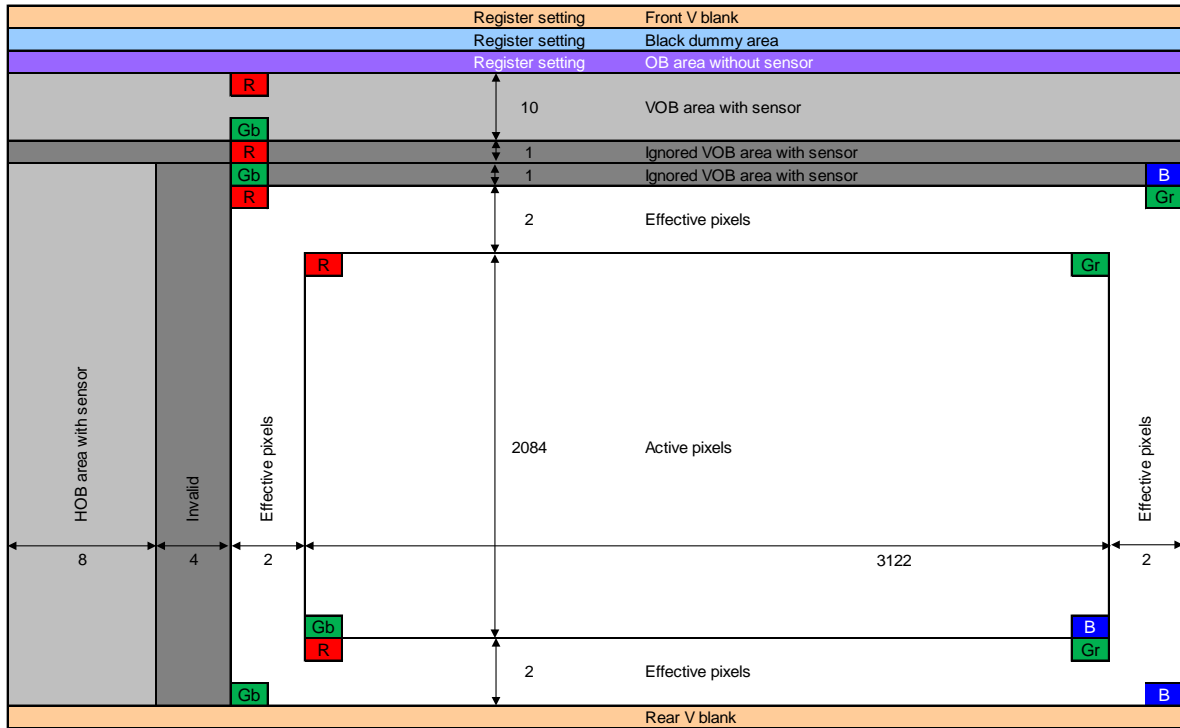 Register setting Front V blank
Register setting Black dummy area
Register setting OB area without sensor
R
10 VOB area with sensor
Gb
R 1 Ignored VOB area with sensor
Gb 1 Ignored VOB area with sensor B
R Gr
2 Effective pixels
R Gr
HOB area with sensor
Invalid
Effective pixels
2084 Active pixels
Effective pixels
8 4 2 3122 2
Gb B
R Gr
2 Effective pixels
Gb B
Rear V blank